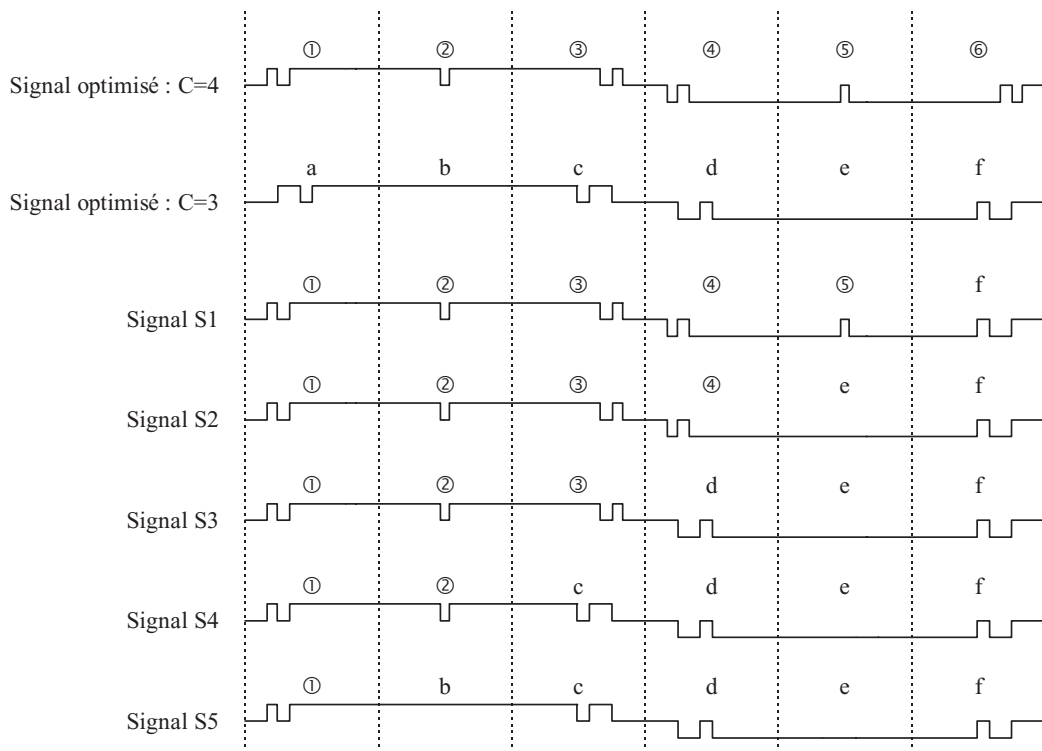 ① ② ③ ④ ⑤ ⑥
Signal optimisé : C=4
a b c d e f
Signal optimisé : C=3
① ② ③ ④ ⑤ f
Signal S1
① ② ③ ④ e f
Signal S2
① ② ③ d e f
Signal S3
① ② c d e f
Signal S4
① b c d e f
Signal S5